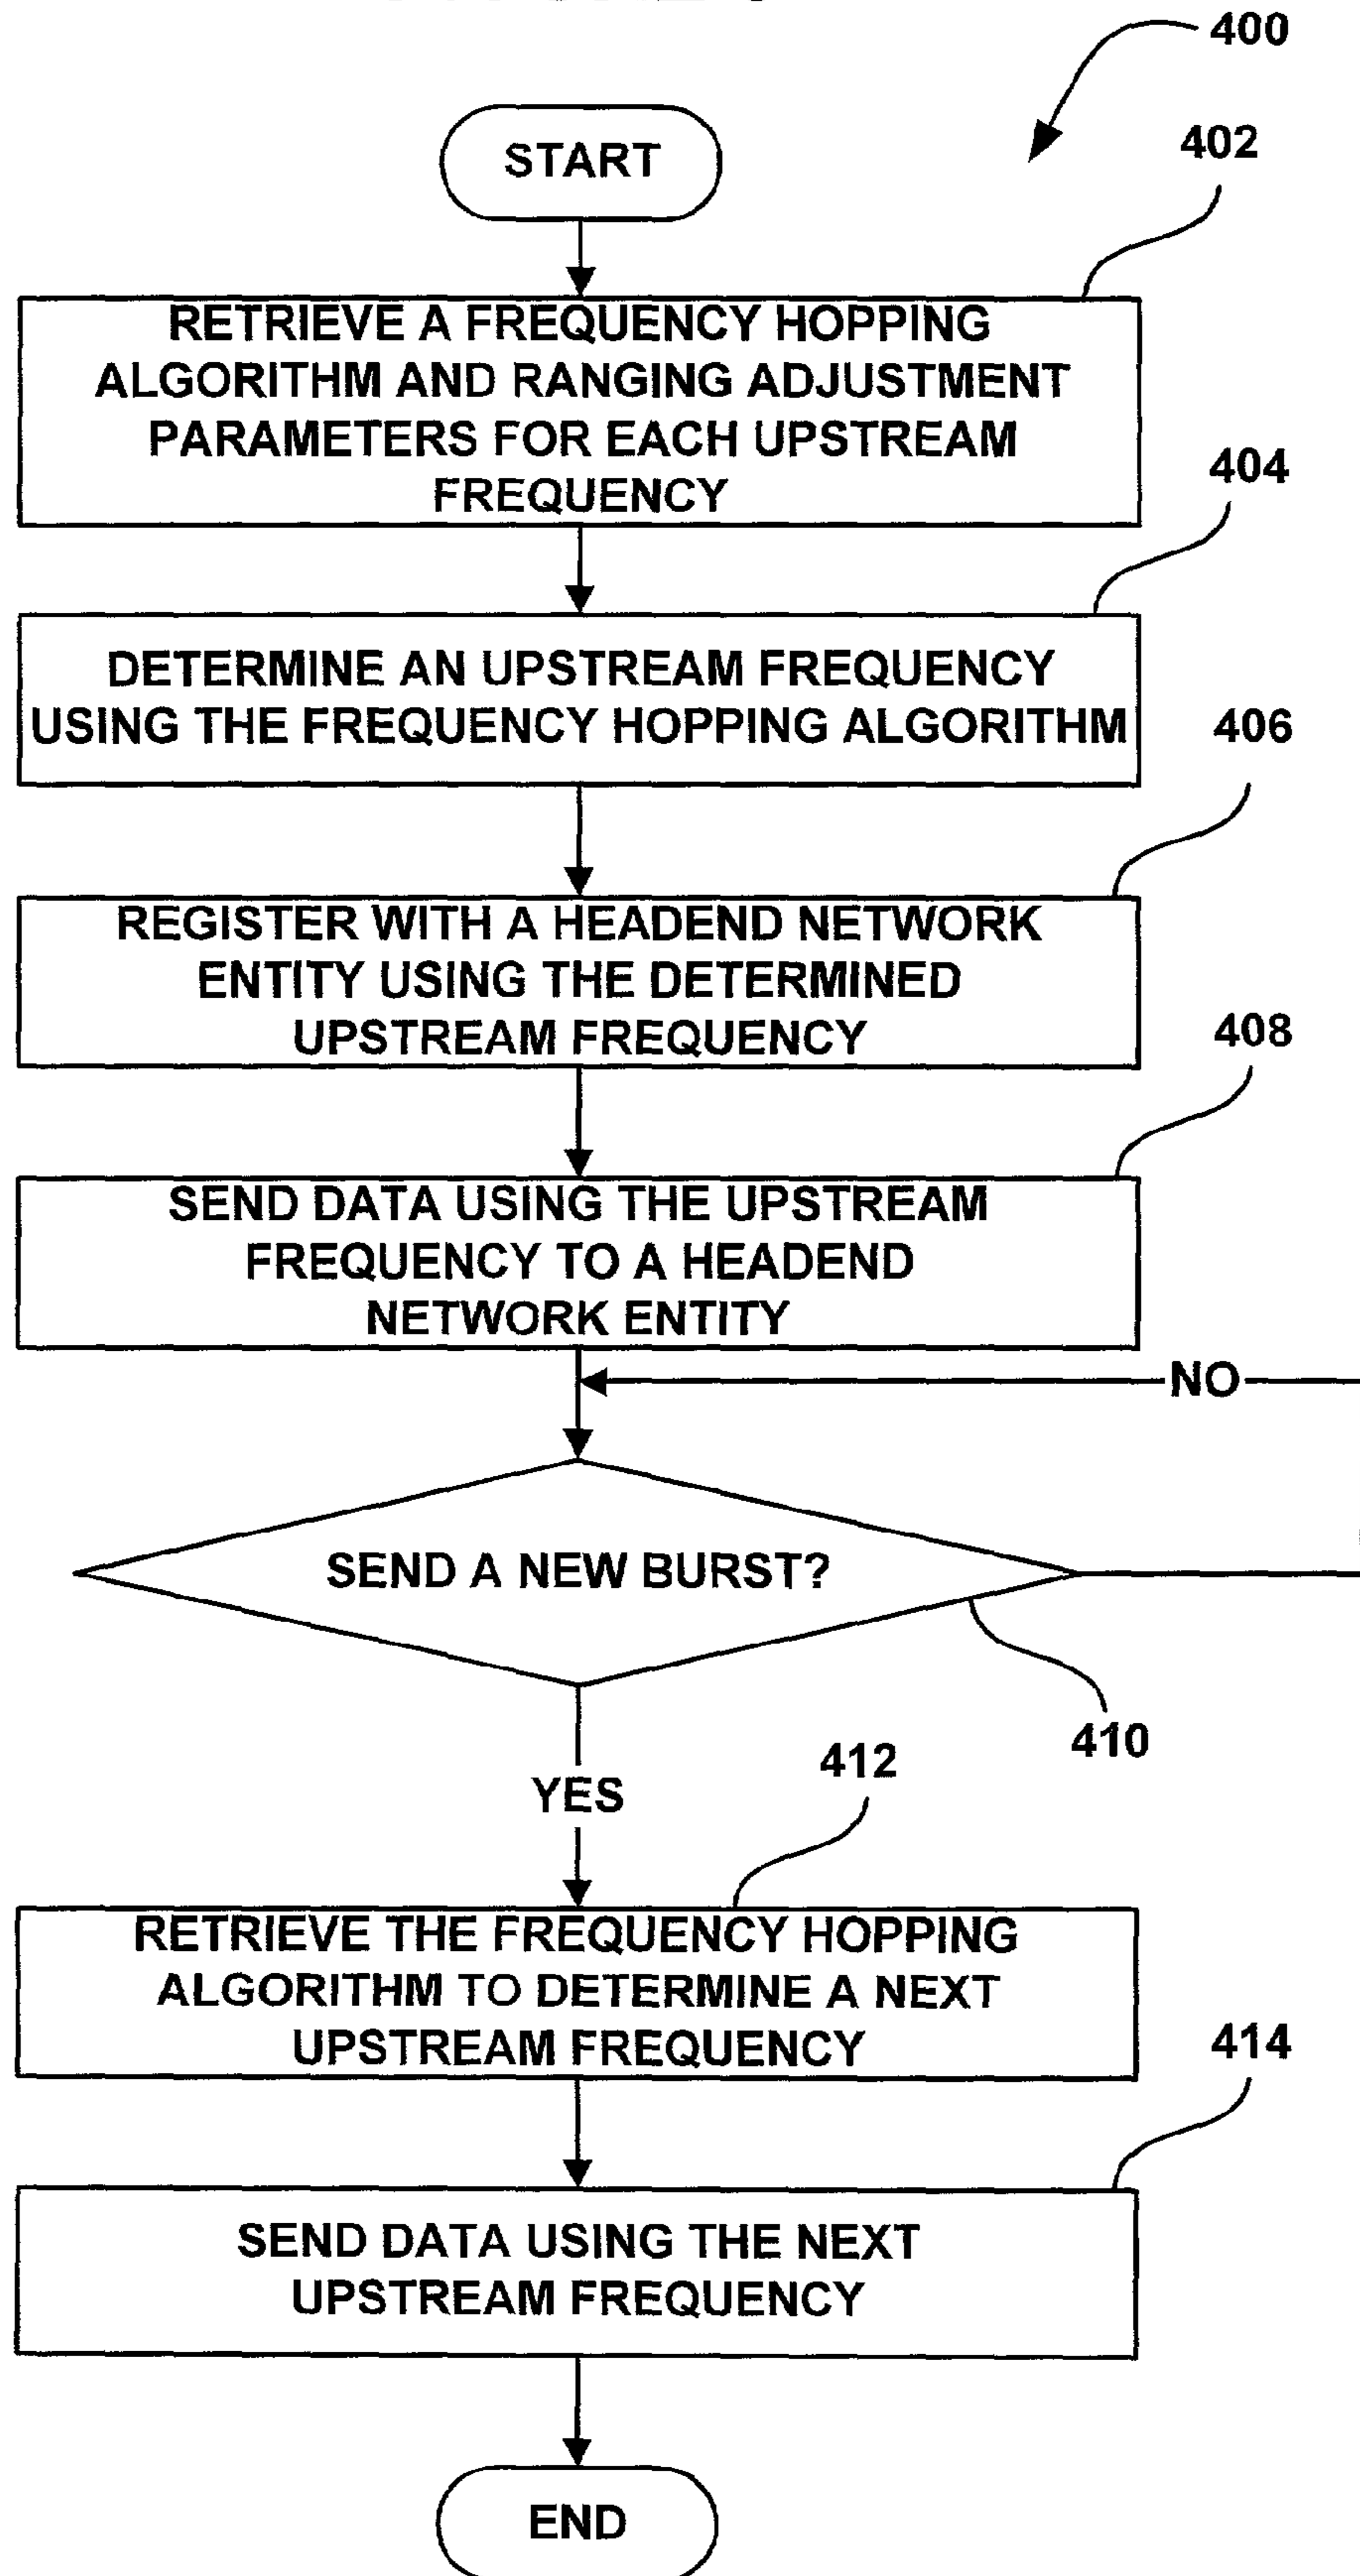 400
START
402
RETRIEVE A FREQUENCY HOPPING
ALGORITHM AND RANGING ADJUSTMENT
PARAMETERS FOR EACH UPSTREAM
FREQUENCY
404
DETERMINE AN UPSTREAM FREQUENCY
USING THE FREQUENCY HOPPING ALGORITHM
406
REGISTER WITH A HEADEND NETWORK
ENTITY USING THE DETERMINED
UPSTREAM FREQUENCY
408
SEND DATA USING THE UPSTREAM
FREQUENCY TO A HEADEND
NETWORK ENTITY
NO
SEND A NEW BURST?
410
YES
412
RETRIEVE THE FREQUENCY HOPPING
ALGORITHM TO DETERMINE A NEXT
UPSTREAM FREQUENCY
414
SEND DATA USING THE NEXT
UPSTREAM FREQUENCY
END